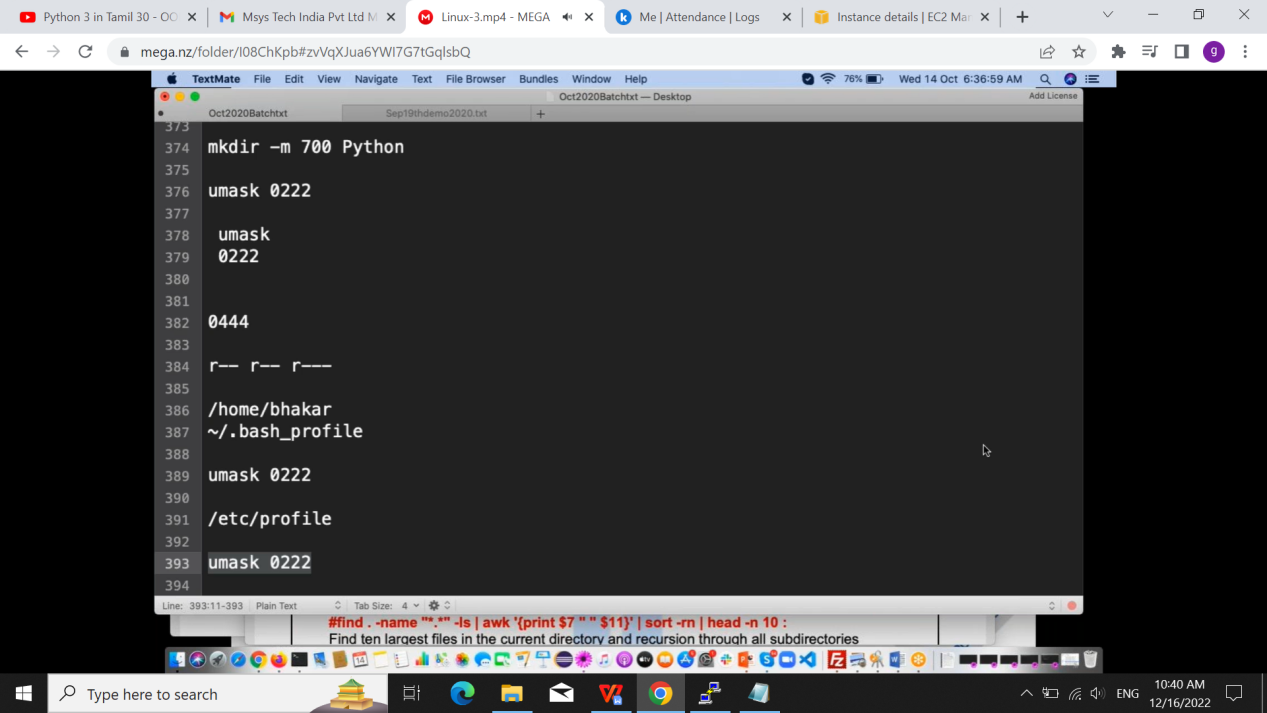 Python 3 in Tamil 30 - OO
Msys Tech India Pvt Ltd M
Linux-3.mp4 - MEGA
Me | Attendance | Logs
Instance details | EC2 Mar
mega.nz/folder/I08ChKpb#zvVqXJua6YWI7G7tGqlsbQ
g
TextMate File Edit View Navigate Text File Browser Bundles Window Help 76% Wed 14 Oct 6:36:59 AM
Oct2020Batchtxt — Desktop
Add License
Oct2020Batchtxt
Sep19thdemo2020.txt
373
374 mkdir -m 700 Python
375
376 umask 0222
377
378 umask
379 0222
380
381
382 0444
383
384 r-- r-- r---
385
386 /home/bhakar
387 ~/.bash_profile
388
389 umask 0222
390
391 /etc/profile
392
393 umask 0222
394
Line: 393:11-393 Plain Text Tab Size: 4
#find . -name "*.*" -ls | awk '{print $7 " " $11}' | sort -rn | head -n 10 :
Find ten largest files in the current directory and recursion through all subdirectories
Type here to search
ENG
10:40 AM
12/16/2022